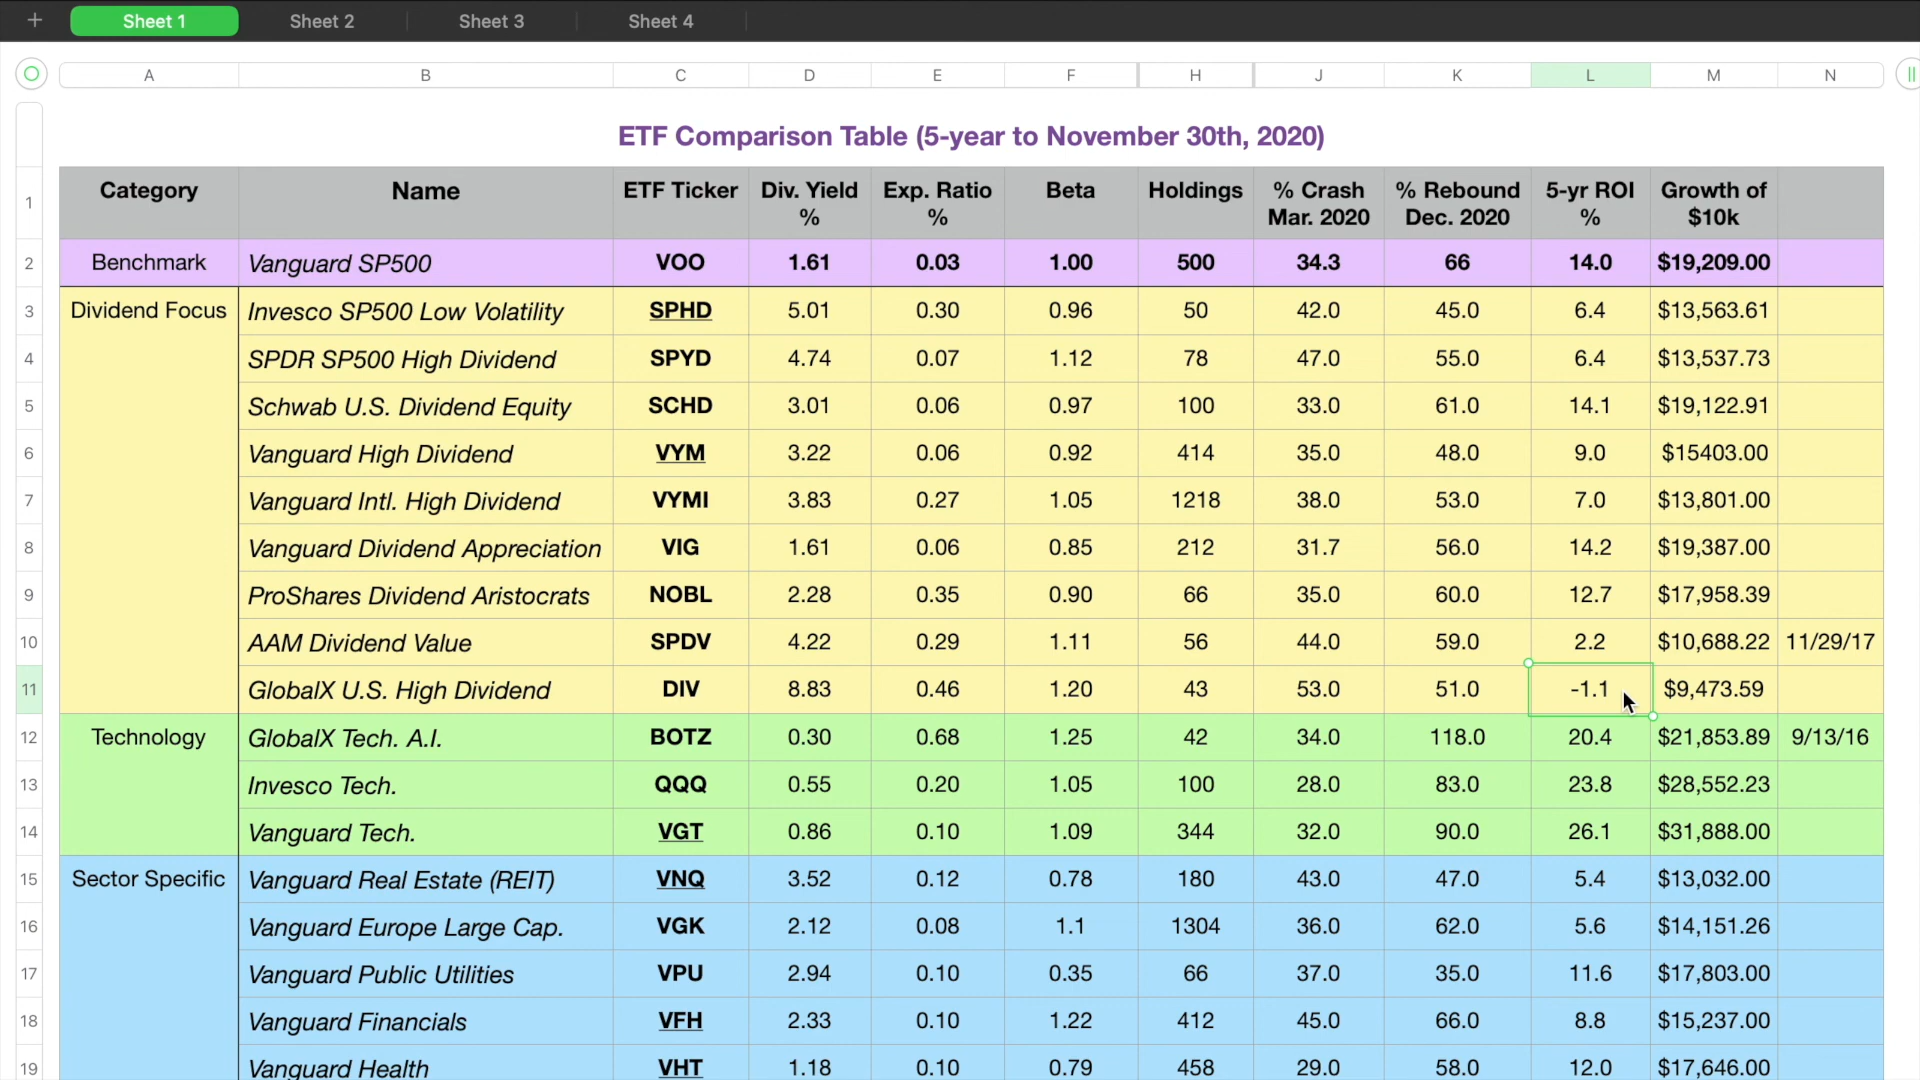 + Sheet 1 Sheet 2 Sheet 3 Sheet 4
A B C D E F H J K L M N
ETF Comparison Table (5-year to November 30th, 2020)
Category Name ETF Ticker Div. Yield % Exp. Ratio % Beta Holdings % Crash Mar. 2020 % Rebound Dec. 2020 5-yr ROI % Growth of $10k
1
2 Benchmark Vanguard SP500 VOO 1.61 0.03 1.00 500 34.3 66 14.0 $19,209.00
3 Dividend Focus Invesco SP500 Low Volatility SPHD 5.01 0.30 0.96 50 42.0 45.0 6.4 $13,563.61
4 SPDR SP500 High Dividend SPYD 4.74 0.07 1.12 78 47.0 55.0 6.4 $13,537.73
5 Schwab U.S. Dividend Equity SCHD 3.01 0.06 0.97 100 33.0 61.0 14.1 $19,122.91
6 Vanguard High Dividend VYM 3.22 0.06 0.92 414 35.0 48.0 9.0 $15403.00
7 Vanguard Intl. High Dividend VYMI 3.83 0.27 1.05 1218 38.0 53.0 7.0 $13,801.00
8 Vanguard Dividend Appreciation VIG 1.61 0.06 0.85 212 31.7 56.0 14.2 $19,387.00
9 ProShares Dividend Aristocrats NOBL 2.28 0.35 0.90 66 35.0 60.0 12.7 $17,958.39
10 AAM Dividend Value SPDV 4.22 0.29 1.11 56 44.0 59.0 2.2 $10,688.22 11/29/17
11 GlobalX U.S. High Dividend DIV 8.83 0.46 1.20 43 53.0 51.0 -1.1 $9,473.59
12 Technology GlobalX Tech. A.I. BOTZ 0.30 0.68 1.25 42 34.0 118.0 20.4 $21,853.89 9/13/16
13 Invesco Tech. QQQ 0.55 0.20 1.05 100 28.0 83.0 23.8 $28,552.23
14 Vanguard Tech. VGT 0.86 0.10 1.09 344 32.0 90.0 26.1 $31,888.00
15 Sector Specific Vanguard Real Estate (REIT) VNQ 3.52 0.12 0.78 180 43.0 47.0 5.4 $13,032.00
16 Vanguard Europe Large Cap. VGK 2.12 0.08 1.1 1304 36.0 62.0 5.6 $14,151.26
17 Vanguard Public Utilities VPU 2.94 0.10 0.35 66 37.0 35.0 11.6 $17,803.00
18 Vanguard Financials VFH 2.33 0.10 1.22 412 45.0 66.0 8.8 $15,237.00
19 Vanguard Health VHT 1.18 0.10 0.79 458 29.0 58.0 12.0 $17,646.00